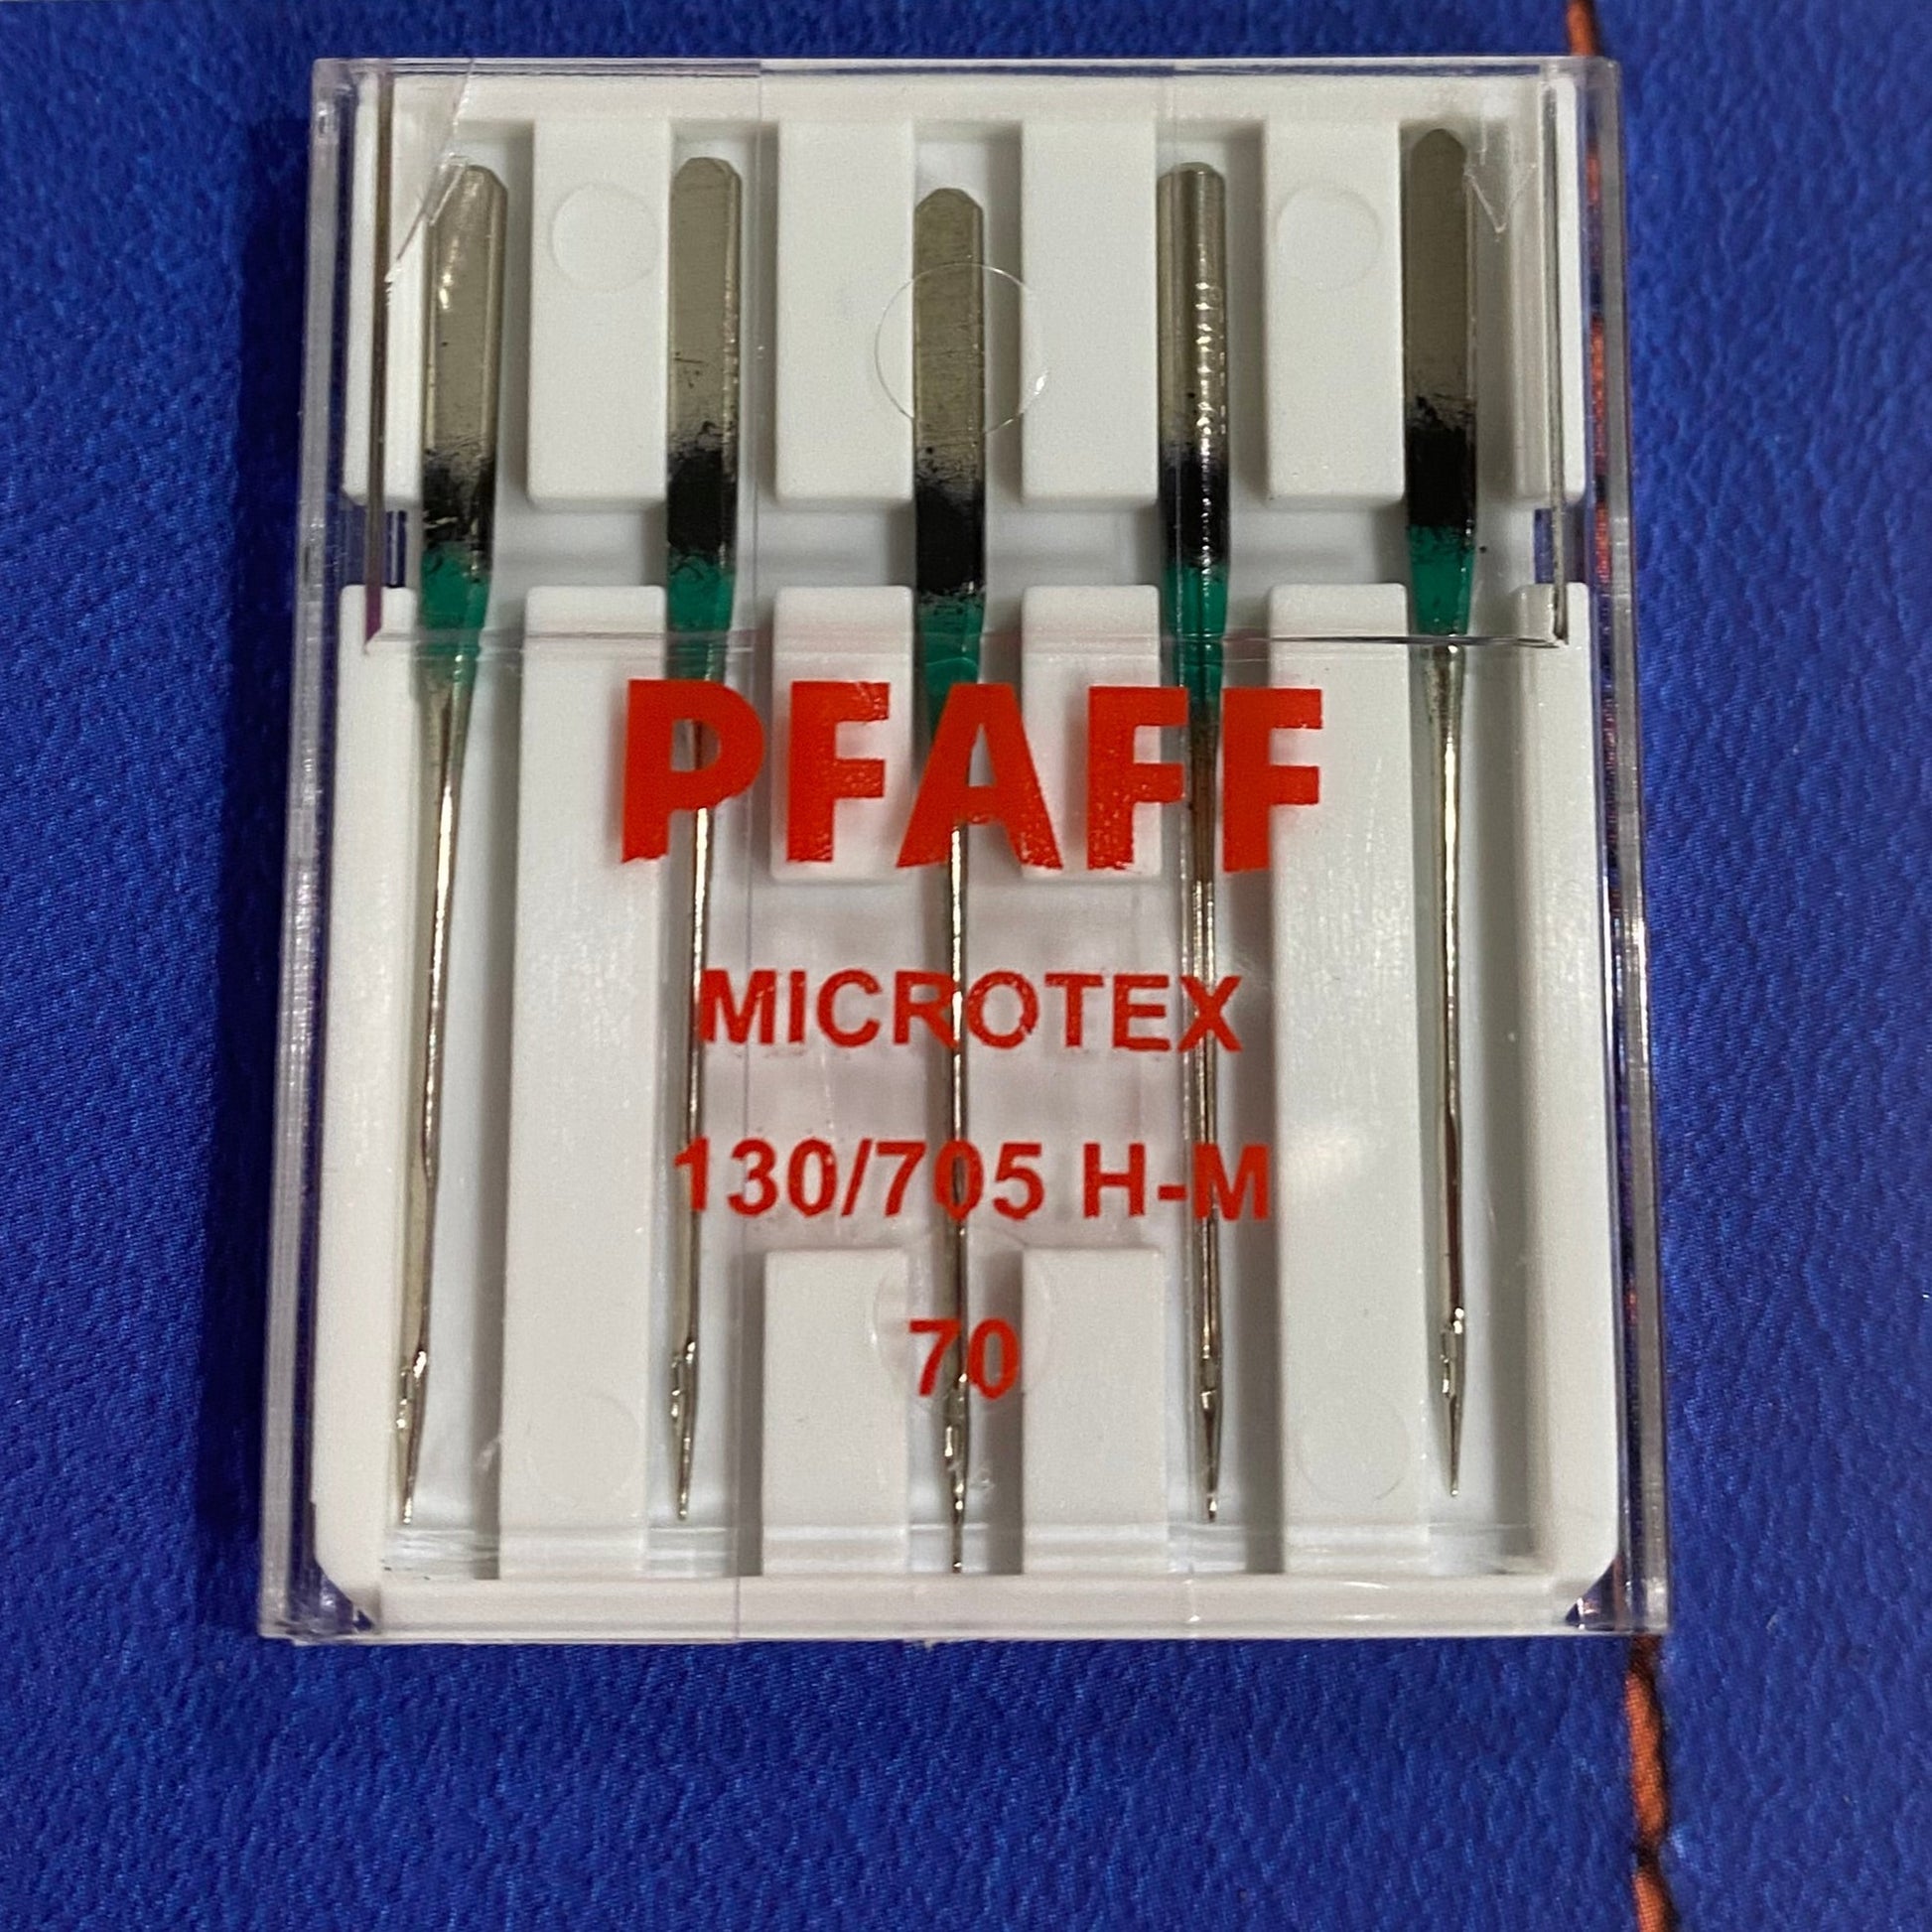 PFAFF
MICROTEX
130/705 H-M
70